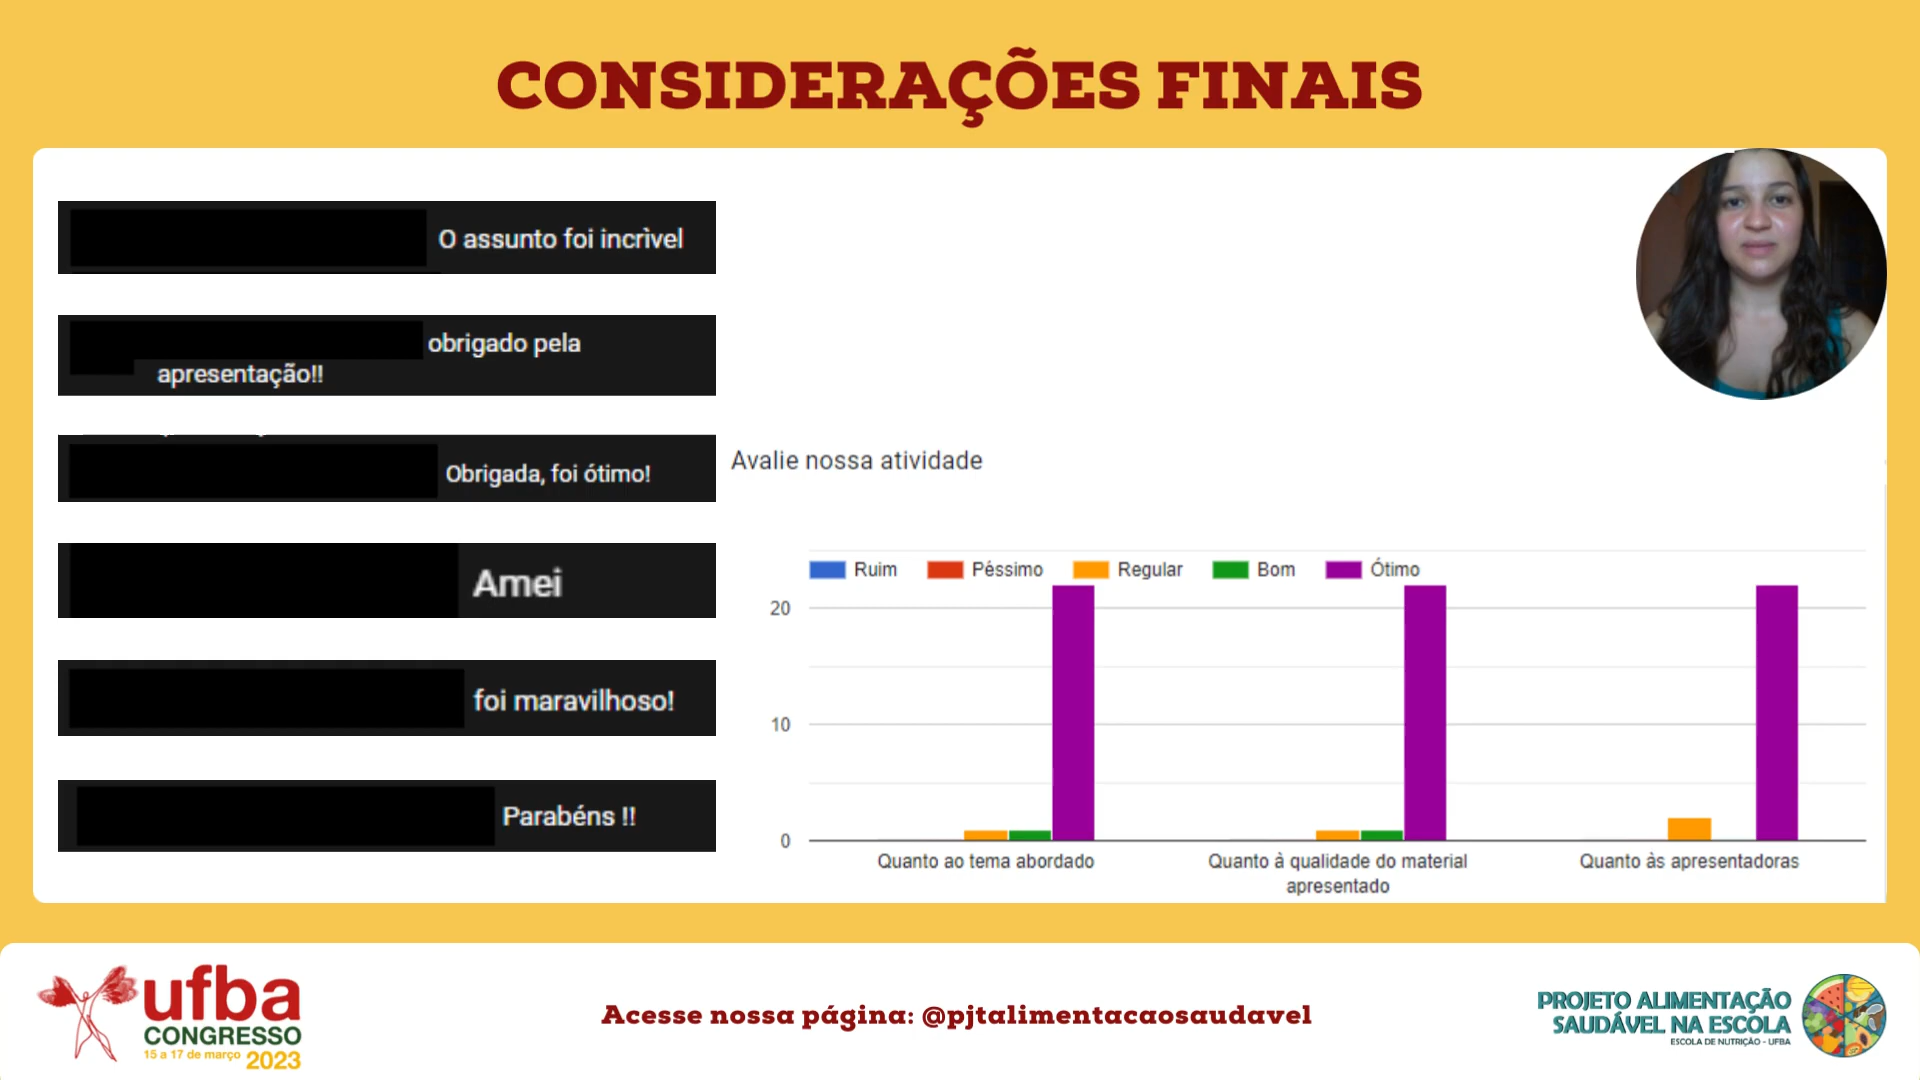 CONSIDERAÇÕES FINAIS
O assunto foi incrìvel
obrigado pela
apresentação!!
Obrigada, foi ótimo!
Amei
foi maravilhoso!
Parabéns !!
Avalie nossa atividade
Ruim Péssimo Regular Bom Ótimo
20
10
0
Quanto ao tema abordado
Quanto à qualidade do material
apresentado
Quanto às apresentadoras
ufba
CONGRESSO
15 a 17 de março 2023
Acesse nossa página: @pjtalimentacaosaudavel
PROJETO ALIMENTAÇÃO
SAUDÁVEL NA ESCOLA
ESCOLA DE NUTRIÇÃO - UFBA